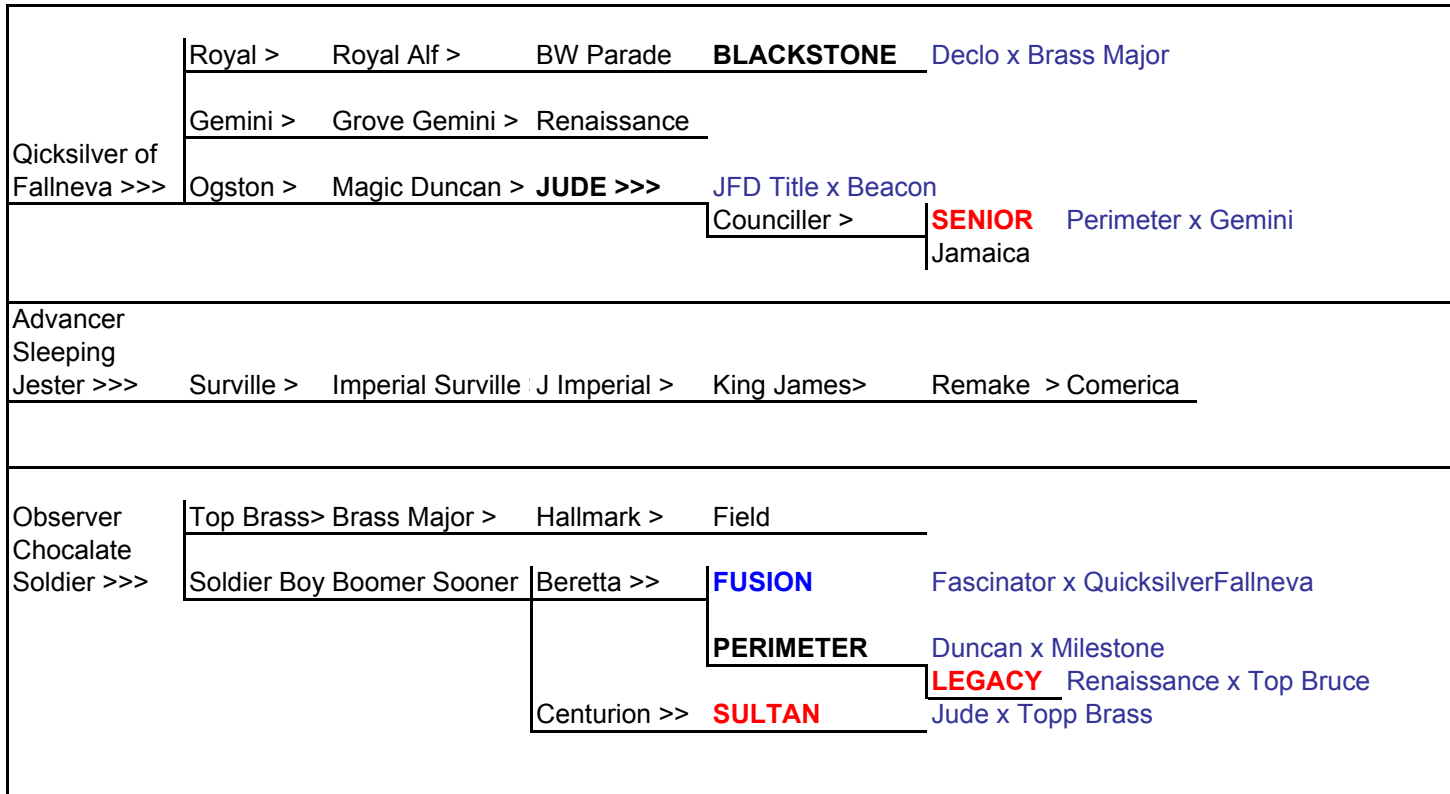 Royal > Royal Alf > BW Parade BLACKSTONE Declo x Brass Major
Gemini > Grove Gemini > Renaissance
Qicksilver of
Fallneva >>> Ogston > Magic Duncan > JUDE >>> JFD Title x Beacon
Counciller > SENIOR Perimeter x Gemini
Jamaica
Advancer
Sleeping
Jester >>> Surville > Imperial Surville J Imperial > King James> Remake > Comerica
Observer Top Brass> Brass Major > Hallmark > Field
Chocalate
Soldier >>> Soldier Boy Boomer Sooner Beretta >> FUSION Fascinator x QuicksilverFallneva
PERIMETER Duncan x Milestone
LEGACY Renaissance x Top Bruce
Centurion >> SULTAN Jude x Topp Brass